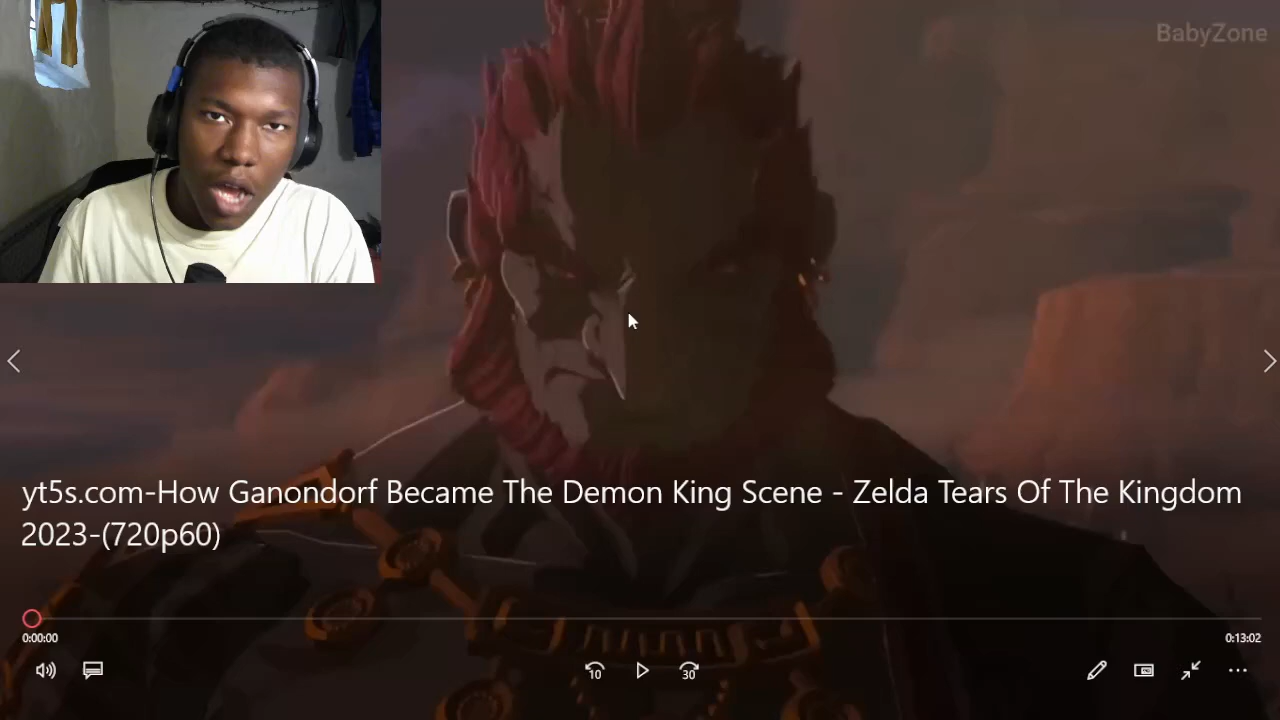 BabyZone
yt5s.com-How Ganondorf Became The Demon King Scene - Zelda Tears Of The Kingdom
2023-(720p60)
0:00:00
0:13:02
10
30